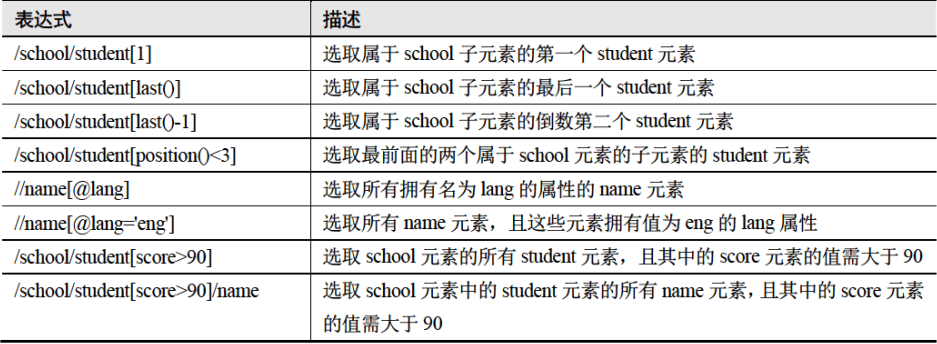 表达式 描述
/school/student[1] 选取属于 school 子元素的第一个 student 元素
/school/student[last()] 选取属于 school 子元素的最后一个 student 元素
/school/student[last()-1] 选取属于 school 子元素的倒数第二个 student 元素
/school/student[position()<3] 选取最前面的两个属于 school 元素的子元素的 student 元素
//name[@lang] 选取所有拥有名为 lang 的属性的 name 元素
//name[@lang='eng'] 选取所有 name 元素，且这些元素拥有值为 eng 的 lang 属性
/school/student[score>90] 选取 school 元素的所有 student 元素，且其中的 score 元素的值需大于 90
/school/student[score>90]/name 选取 school 元素中的 student 元素的所有 name 元素，且其中的 score 元素
的值需大于 90